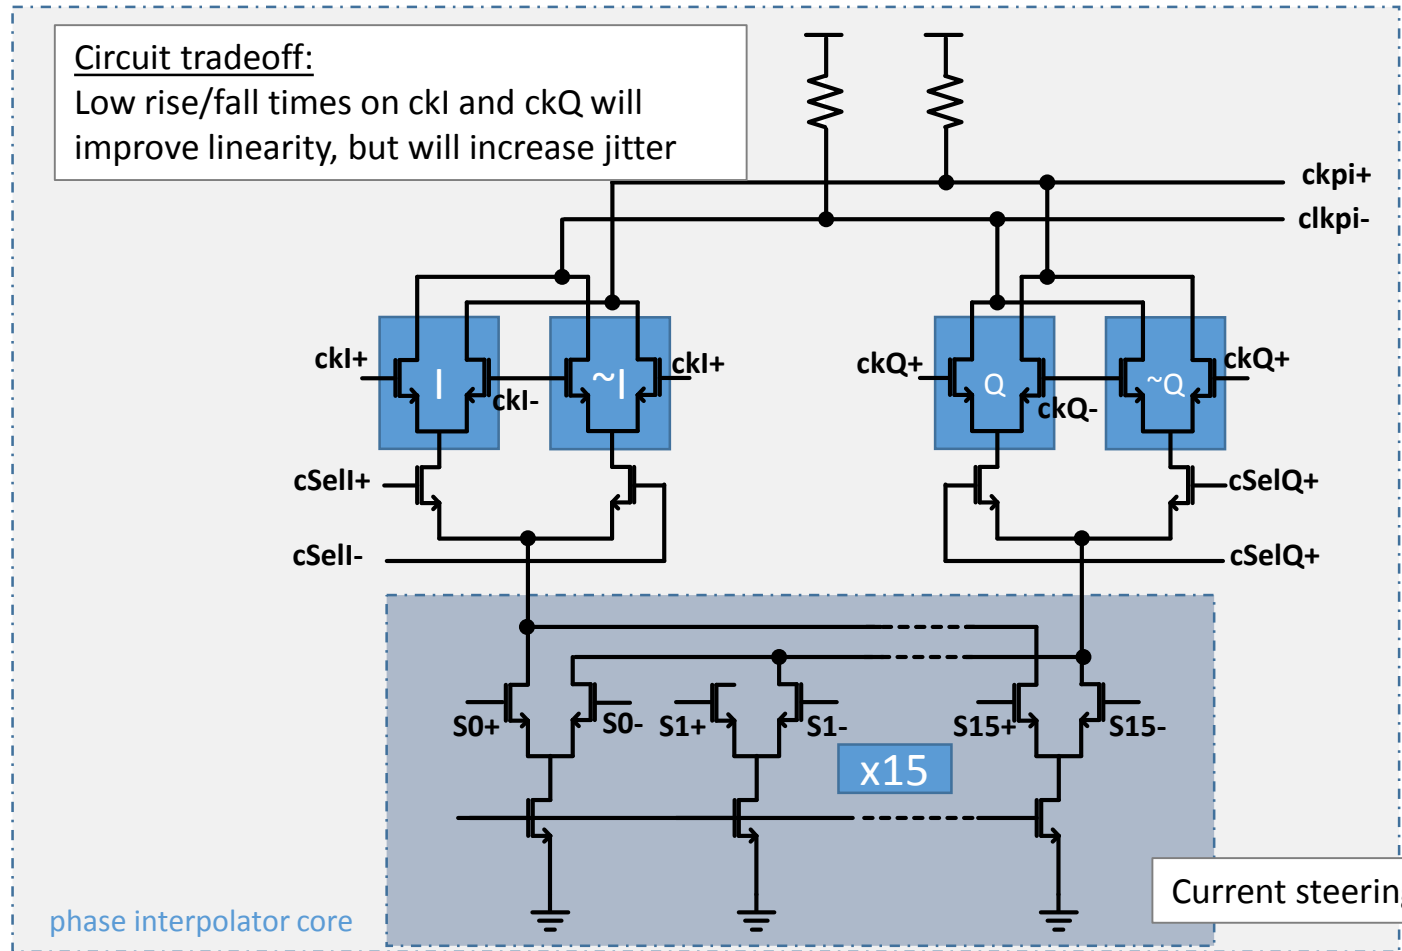 Circuit tradeoff:
Low rise/fall times on ckI and ckQ will
improve linearity, but will increase jitter
ckpi+
clkpi-
ckI+
I
ckI-
~I
ckI+
ckQ+
Q
ckQ-
~Q
ckQ+
cSelI+
cSelQ+
cSelI-
cSelQ+
S0+
S0-
S1+
S1-
S15+
S15-
x15
Current steering
phase interpolator core